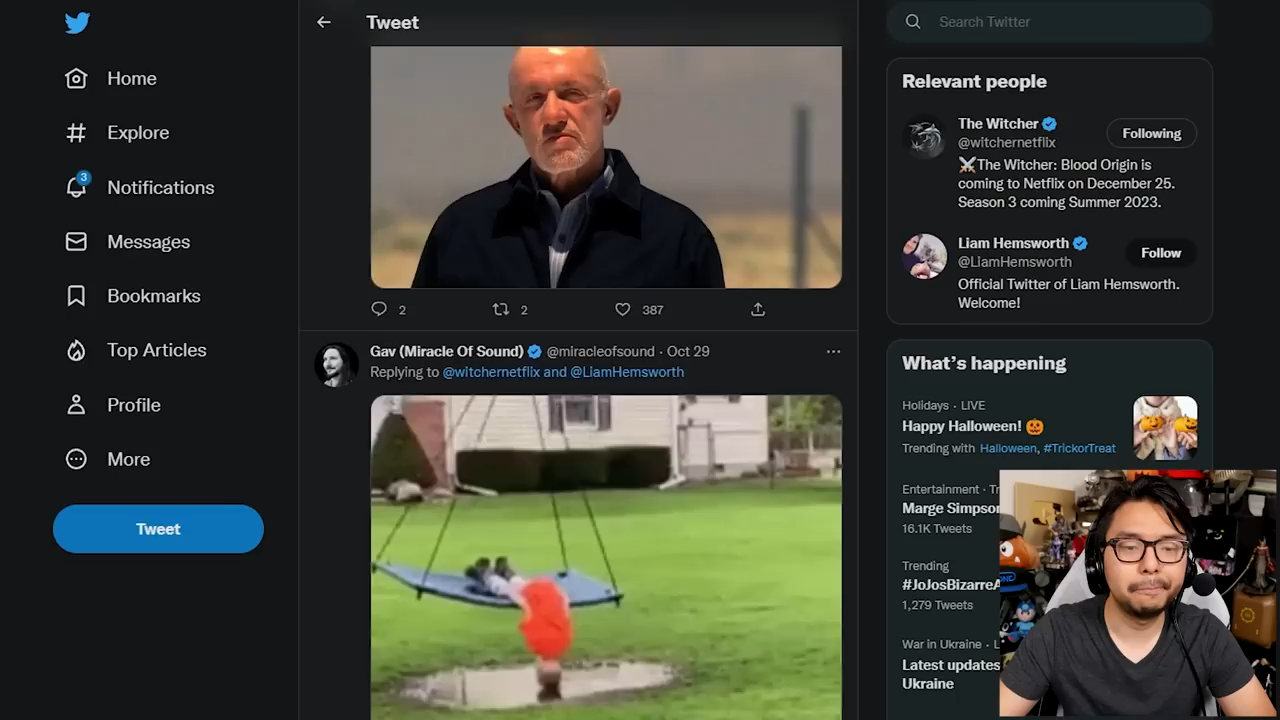 Home
Explore
3
Notifications
Messages
Bookmarks
Top Articles
Profile
More
Tweet
Tweet
2
2
387
Gav (Miracle Of Sound) @miracleofsound · Oct 29
Replying to @witchernetflix and @LiamHemsworth
Search Twitter
Relevant people
The Witcher
Following
@witchernetflix
⚔️The Witcher: Blood Origin is
coming to Netflix on December 25.
Season 3 coming Summer 2023.
Liam Hemsworth
Follow
@LiamHemsworth
Official Twitter of Liam Hemsworth.
Welcome!
What's happening
Holidays · LIVE
Happy Halloween! 🎃
Trending with Halloween, #TrickorTreat
Entertainment · Tr
Marge Simpson
16.1K Tweets
Trending
#JoJosBizarreA
1,279 Tweets
War in Ukraine · L
Latest updates
Ukraine